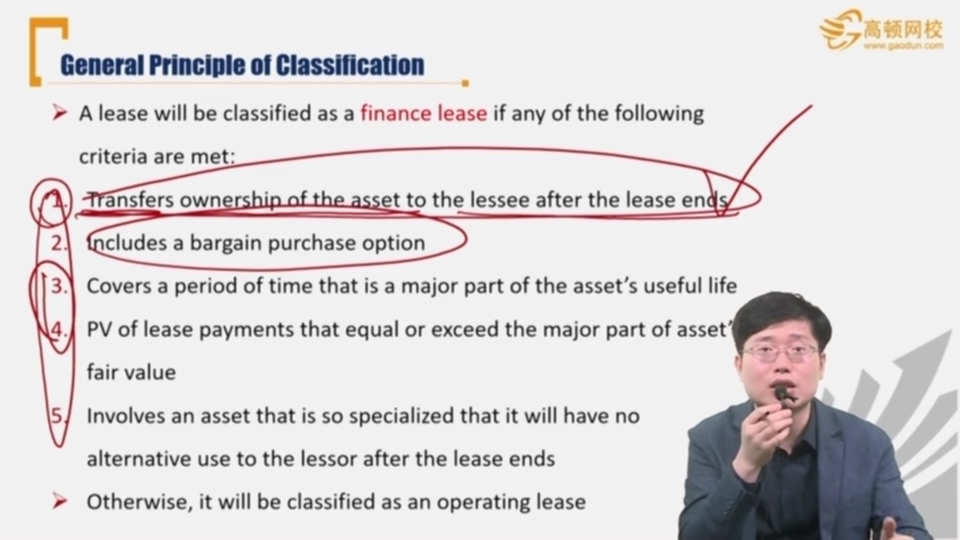 高顿网校
www.gaodun.com
General Principle of Classification
A lease will be classified as a finance lease if any of the following
criteria are met:
1. Transfers ownership of the asset to the lessee after the lease ends
2. Includes a bargain purchase option
3. Covers a period of time that is a major part of the asset's useful life
4. PV of lease payments that equal or exceed the major part of asset'
fair value
5. Involves an asset that is so specialized that it will have no
alternative use to the lessor after the lease ends
Otherwise, it will be classified as an operating lease